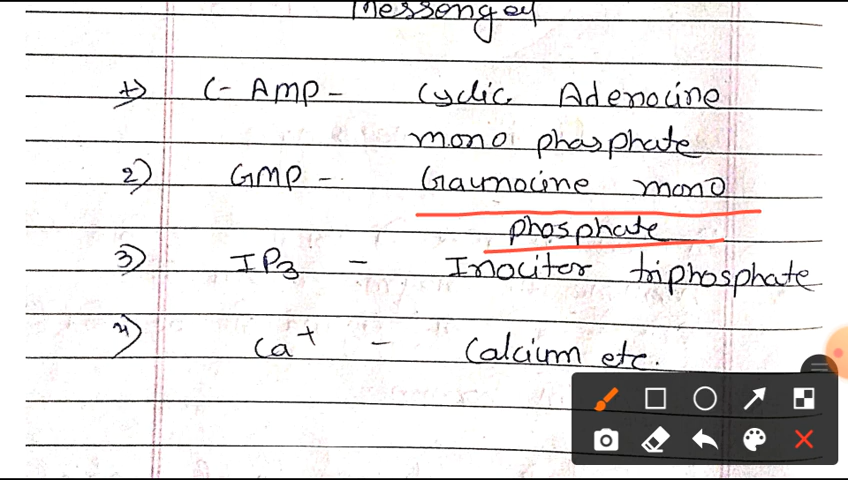 Messenger
1) C-AMP- Cyclic Adenocine
mono phasphate
2) GMP-. Gaunocine mono
phosphate
3) IP3 - Inociter triphosphate
4) Ca+ - Calcium etc.